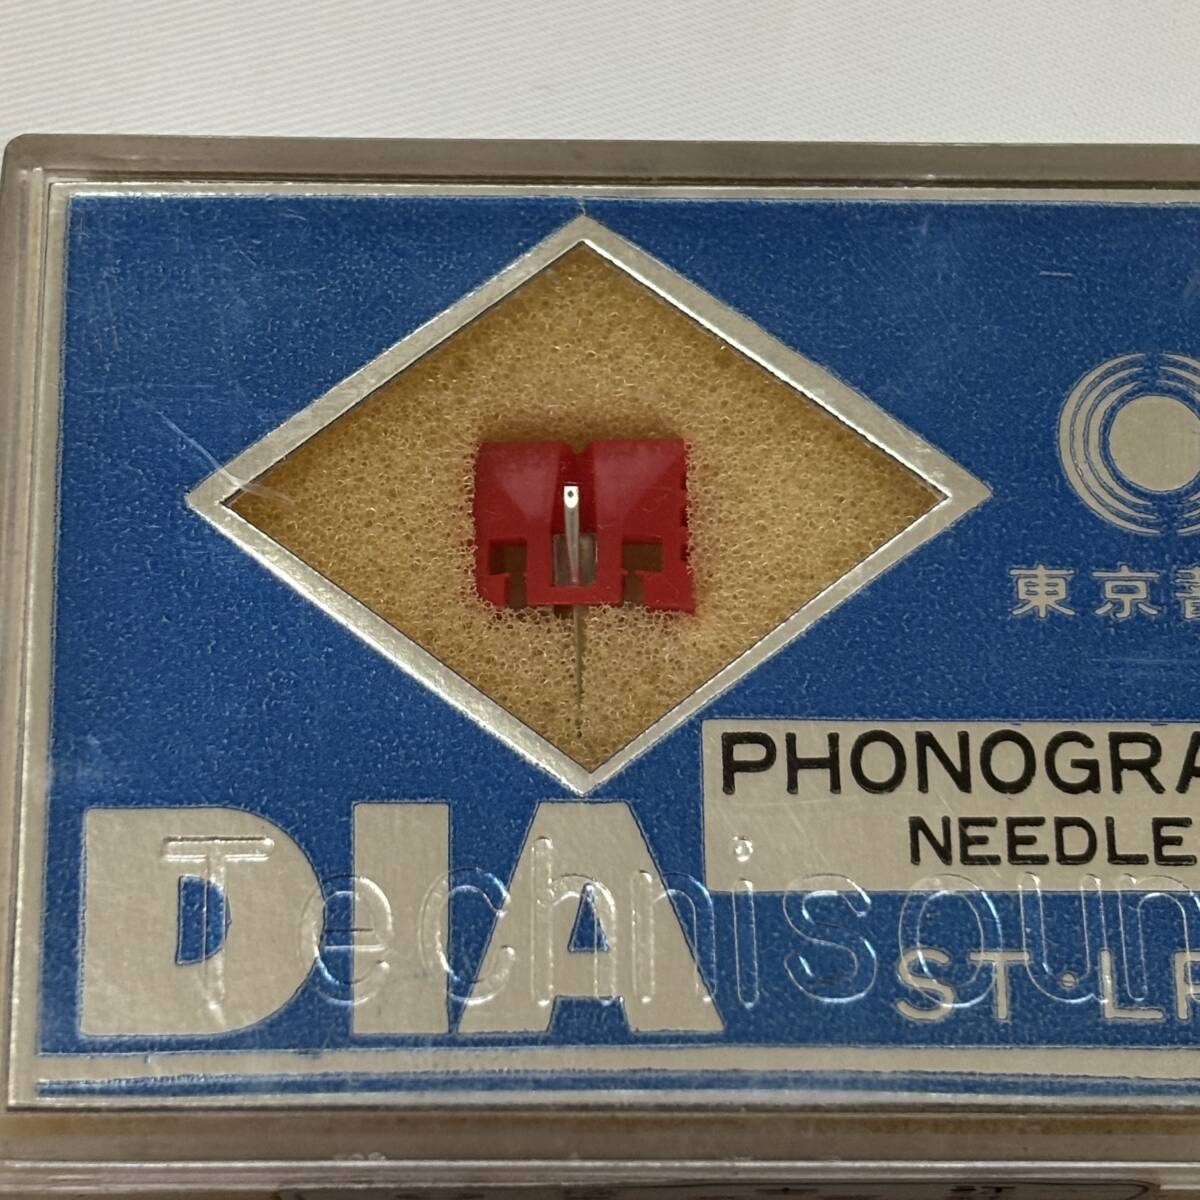 東京
PHONOGRA
NEEDLE
DIA
Technisoun
ST·LP